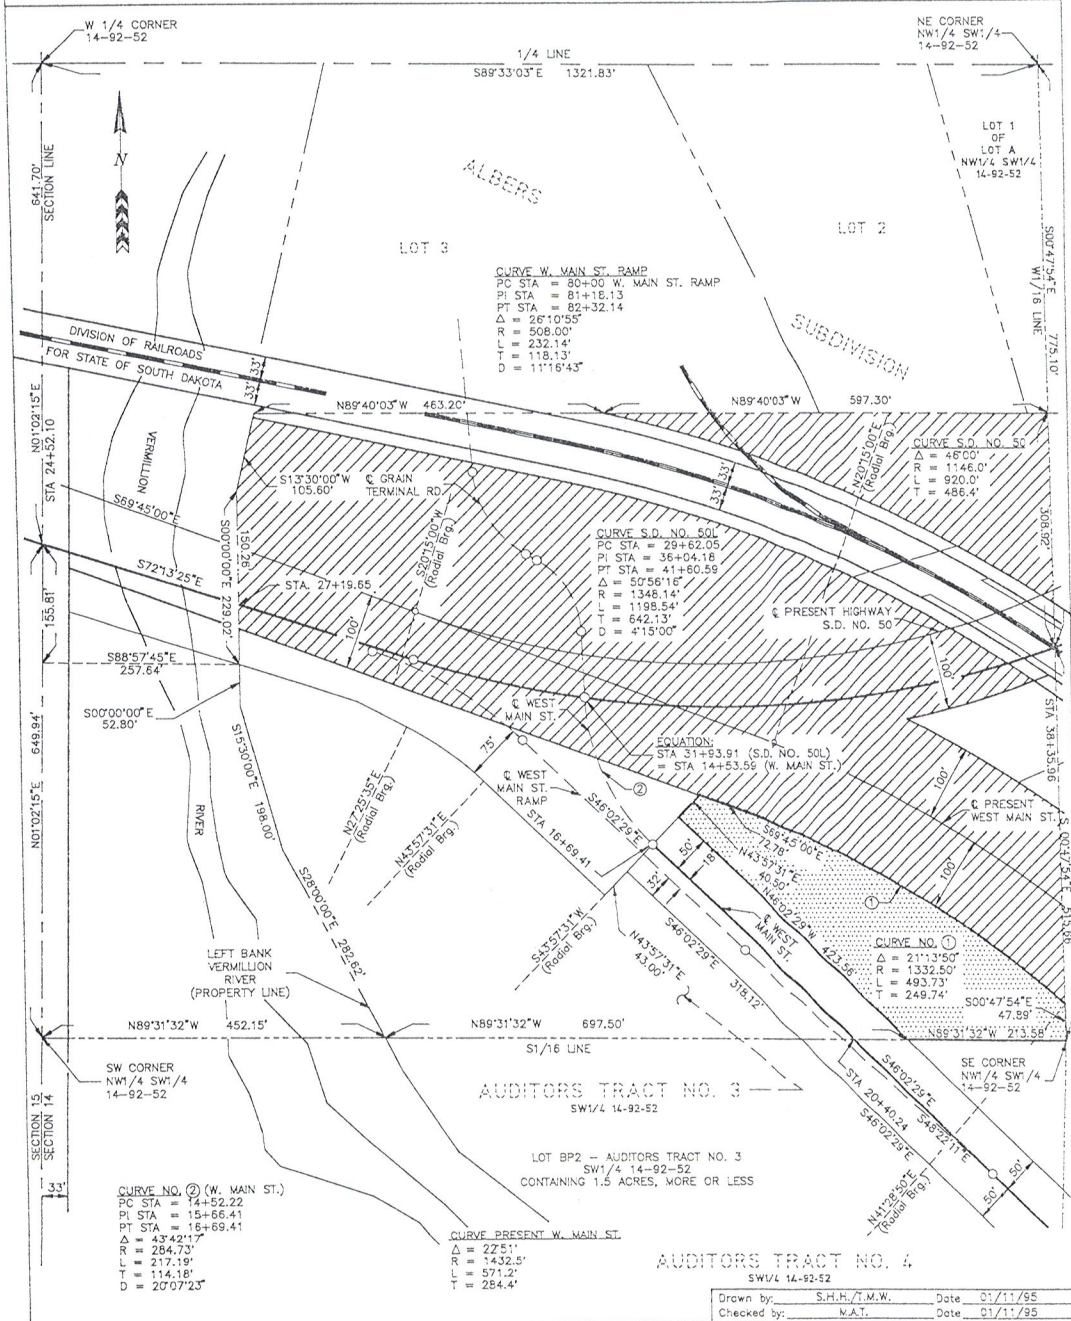 W 1/4 CORNER
14-92-52
NE CORNER
NW1/4 SW1/4
14-92-52
1/4 LINE
S89°33'03"E 1321.83'
LOT 1
OF
LOT A
NW1/4 SW1/4
14-92-52
N
641.70'
SECTION LINE
ALBERS
LOT 3
LOT 2
SUBDIVISION
S00°47'54"E 775.10'
W1/16 LINE
CURVE W. MAIN ST. RAMP
PC STA = 80+00 W. MAIN ST. RAMP
PI STA = 81+18.13
PT STA = 82+32.14
Δ = 26°10'55"
R = 508.00'
L = 232.14'
T = 118.13'
D = 11°16'43"
DIVISION OF RAILROADS
FOR STATE OF SOUTH DAKOTA
33'
33'
N89°40'03"W 463.20'
N89°40'03"W 597.30'
N01°02'15"E
STA 24+52.10
VERMILLION
S13°30'00"W
105.60'
℄ GRAIN
TERMINAL RD.
33'
33'
N20°15'00"E
(Radial Brg.)
CURVE S.D. NO. 50
Δ = 46°00'
R = 1146.0'
L = 920.0'
T = 486.4'
308.92'
S69°45'00"E
S72°13'25"E
150.26'
S00°00'00"E 229.02'
STA. 27+19.65
S20°15'00"W
(Radial Brg.)
CURVE S.D. NO. 50L
PC STA = 29+62.05
PI STA = 36+04.18
PT STA = 41+60.59
Δ = 50°56'16"
R = 1348.14'
L = 1198.54'
T = 642.13'
D = 4°15'00"
℄ PRESENT HIGHWAY
S.D. NO. 50
155.81'
100'
100'
S88°57'45"E
257.64'
S00°00'00"E
52.80'
℄ WEST
MAIN ST.
STA 38+35.96
EQUATION:
STA 31+93.91 (S.D. NO. 50L)
= STA 14+53.59 (W. MAIN ST.)
649.94'
N01°02'15"E
S15°30'00"E 198.00'
75'
℄ WEST
MAIN ST.
RAMP
②
100'
℄ PRESENT
WEST MAIN ST.
RIVER
N27°25'35"E
(Radial Brg.)
N43°57'31"E
(Radial Brg.)
STA 16+69.41
S46°02'29"E
S69°45'00"E
72.78'
N43°57'31"E
40.50'
50'
18'
100'
①
S 00°47'54"E
N46°02'29"W 423.56'
S28°00'00"E 282.62'
S43°57'31"W
(Radial Brg.)
℄ WEST
MAIN ST.
N43°57'31"E
43.00'
S46°02'29"E
318.12'
LEFT BANK
VERMILLION
RIVER
(PROPERTY LINE)
CURVE NO. ①
Δ = 21°13'50"
R = 1332.50'
L = 493.73'
T = 249.74'
S00°47'54"E
47.89'
N89°31'32"W 452.15'
N89°31'32"W 697.50'
N89°31'32"W 213.58'
S1/16 LINE
SW CORNER
NW1/4 SW1/4
14-92-52
SE CORNER
NW1/4 SW1/4
14-92-52
AUDITORS TRACT NO. 3
SW1/4 14-92-52
STA 20+40.24
S46°02'29"E
S46°02'29"E
S48°22'11"E
SECTION 15
SECTION 14
LOT BP2 - AUDITORS TRACT NO. 3
SW1/4 14-92-52
CONTAINING 1.5 ACRES, MORE OR LESS
33'
50'
50'
N41°28'50"E
(Radial Brg.)
CURVE NO. ② (W. MAIN ST.)
PC STA = 14+52.22
PI STA = 15+66.41
PT STA = 16+69.41
Δ = 43°42'17"
R = 284.73'
L = 217.19'
T = 114.18'
D = 20°07'23"
CURVE PRESENT W. MAIN ST.
Δ = 22°51'
R = 1432.5'
L = 571.2'
T = 284.4'
AUDITORS TRACT NO. 4
SW1/4 14-92-52
Drawn by: S.H.H./T.M.W. Date 01/11/95
Checked by: M.A.T. Date 01/11/95